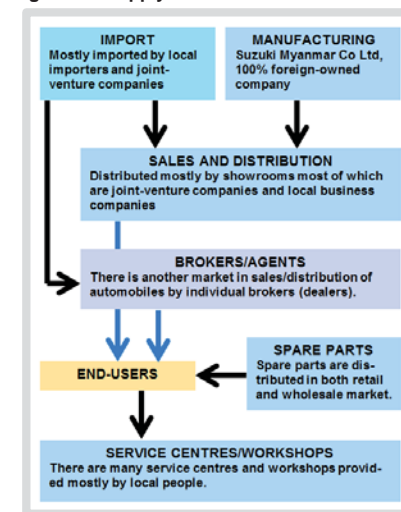 IMPORT
Mostly imported by local
importers and joint-
venture companies
MANUFACTURING
Suzuki Myanmar Co Ltd,
100% foreign-owned
company
SALES AND DISTRIBUTION
Distributed mostly by showrooms most of which
are joint-venture companies and local business
companies
BROKERS/AGENTS
There is another market in sales/distribution of
automobiles by individual brokers (dealers).
END-USERS
SPARE PARTS
Spare parts are dis-
tributed in both retail
and wholesale market.
SERVICE CENTRES/WORKSHOPS
There are many service centres and workshops provid-
ed mostly by local people.